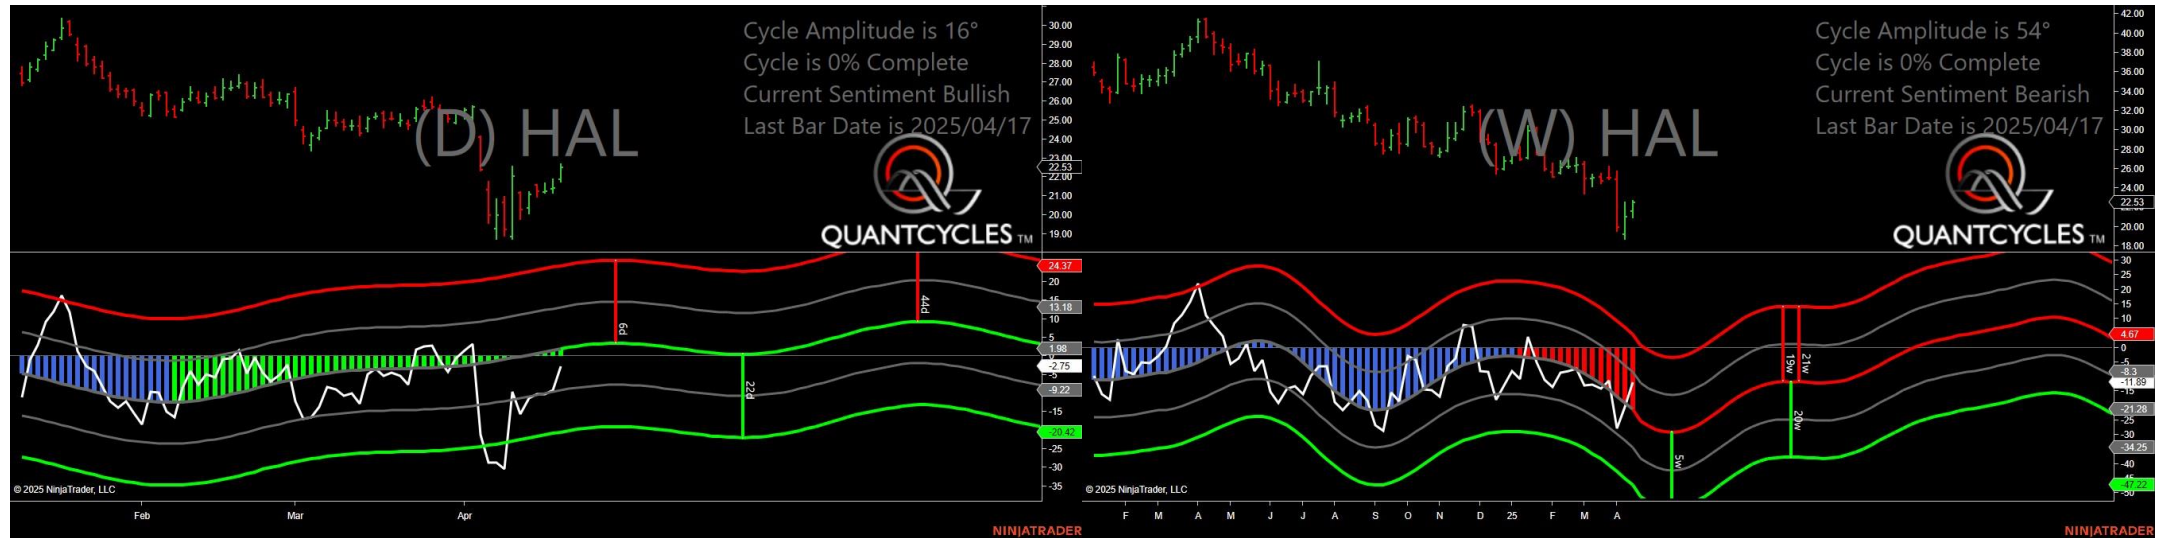 Cycle Amplitude is 16°
Cycle is 0% Complete
Current Sentiment Bullish
Last Bar Date is 2025/04/17
(D) HAL
QUANTCYCLES TM
30.00
29.00
28.00
27.00
26.00
25.00
24.00
23.00
22.53
22.00
21.00
20.00
19.00
24.37
20
15
13.18
10
5
1.98
-2.75
-5
-9.22
-15
-20.42
-25
-30
-35
6d
22d
44d
© 2025 NinjaTrader, LLC
Feb
Mar
Apr
NINJATRADER
Cycle Amplitude is 54°
Cycle is 0% Complete
Current Sentiment Bearish
Last Bar Date is 2025/04/17
(W) HAL
QUANTCYCLES TM
42.00
40.00
38.00
36.00
34.00
32.00
30.00
28.00
26.00
24.00
22.53
20.00
18.00
30
25
20
15
10
4.67
0
-5
-8.3
-11.89
-21.28
-25
-30
-34.25
-40
-47.22
-50
5w
19w
21w
20w
© 2025 NinjaTrader, LLC
F
M
A
M
J
J
A
S
O
N
D
25
F
M
A
NINJATRADER